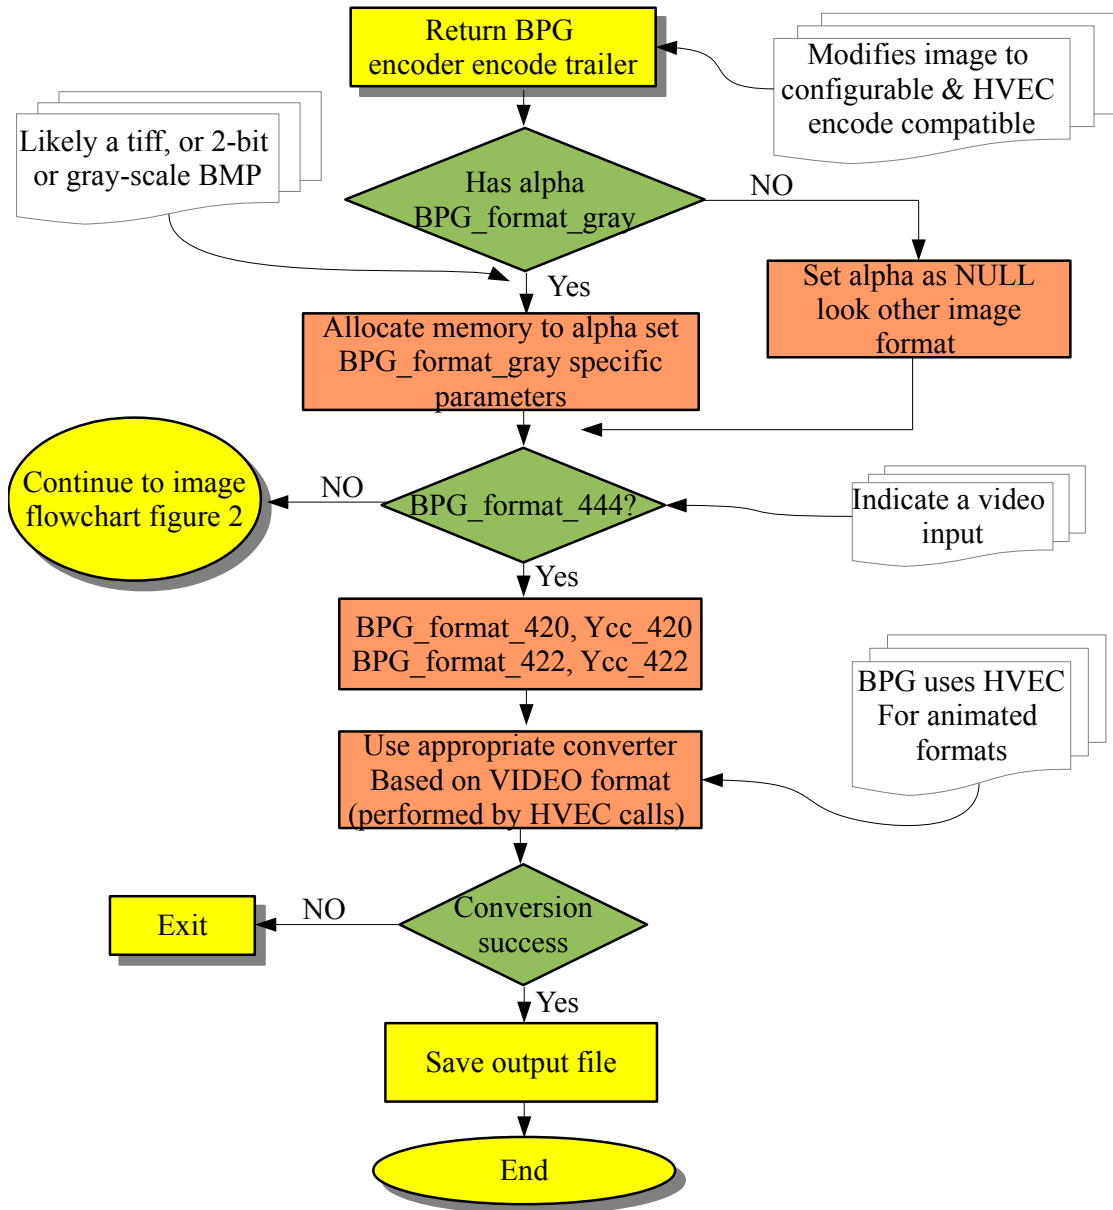 Return BPG
encoder encode trailer
Modifies image to
configurable & HVEC
encode compatible
Likely a tiff, or 2-bit
or gray-scale BMP
Has alpha
BPG_format_gray
NO
Yes
Set alpha as NULL
look other image
format
Allocate memory to alpha set
BPG_format_gray specific
parameters
Continue to image
flowchart figure 2
NO
BPG_format_444?
Indicate a video
input
Yes
BPG_format_420, Ycc_420
BPG_format_422, Ycc_422
BPG uses HVEC
For animated
formats
Use appropriate converter
Based on VIDEO format
(performed by HVEC calls)
Exit
NO
Conversion
success
Yes
Save output file
End